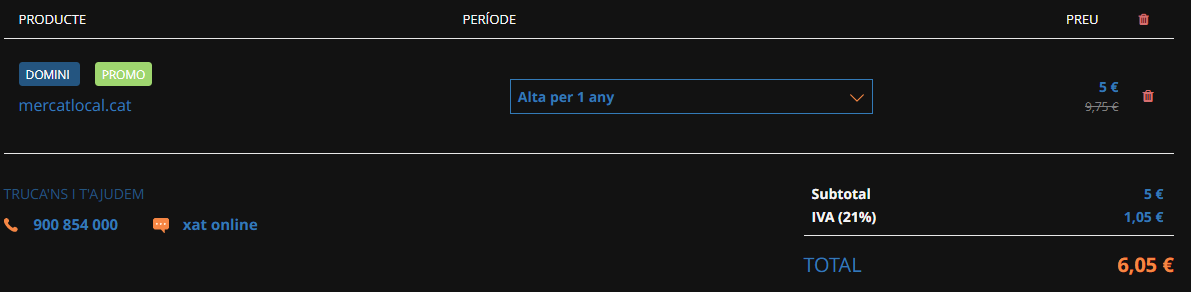 PRODUCTE PERÍODE PREU
DOMINI PROMO
mercatlocal.cat
Alta per 1 any
5 €
9,75 €
TRUCA'NS I T'AJUDEM
900 854 000 xat online
Subtotal 5 €
IVA (21%) 1,05 €
TOTAL 6,05 €